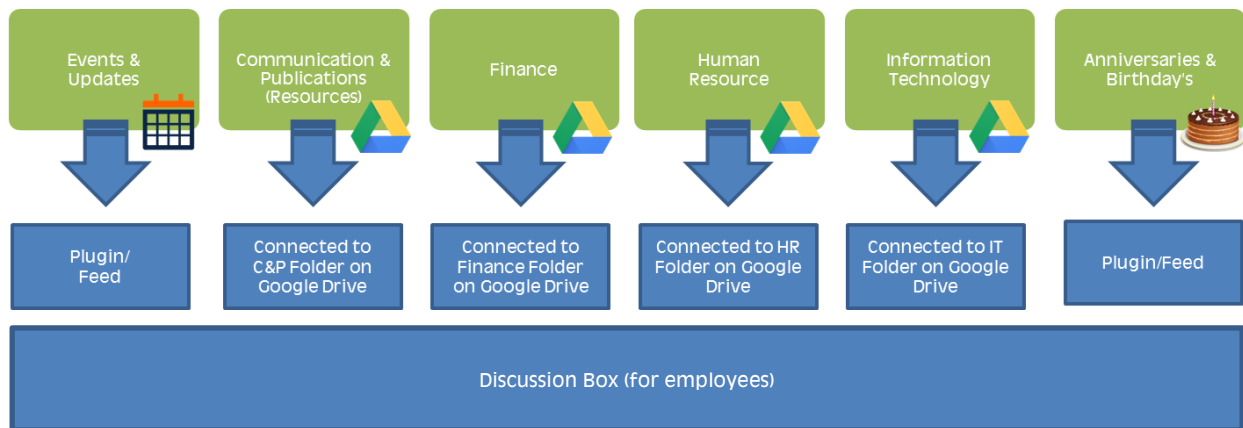 Events &
Updates
Communication &
Publications
(Resources)
Finance
Human
Resource
Information
Technology
Anniversaries &
Birthday's
Plugin/
Feed
Connected to
C&P Folder on
Google Drive
Connected to
Finance Folder
on Google Drive
Connected to HR
Folder on Google
Drive
Connected to IT
Folder on Google
Drive
Plugin/Feed
Discussion Box (for employees)